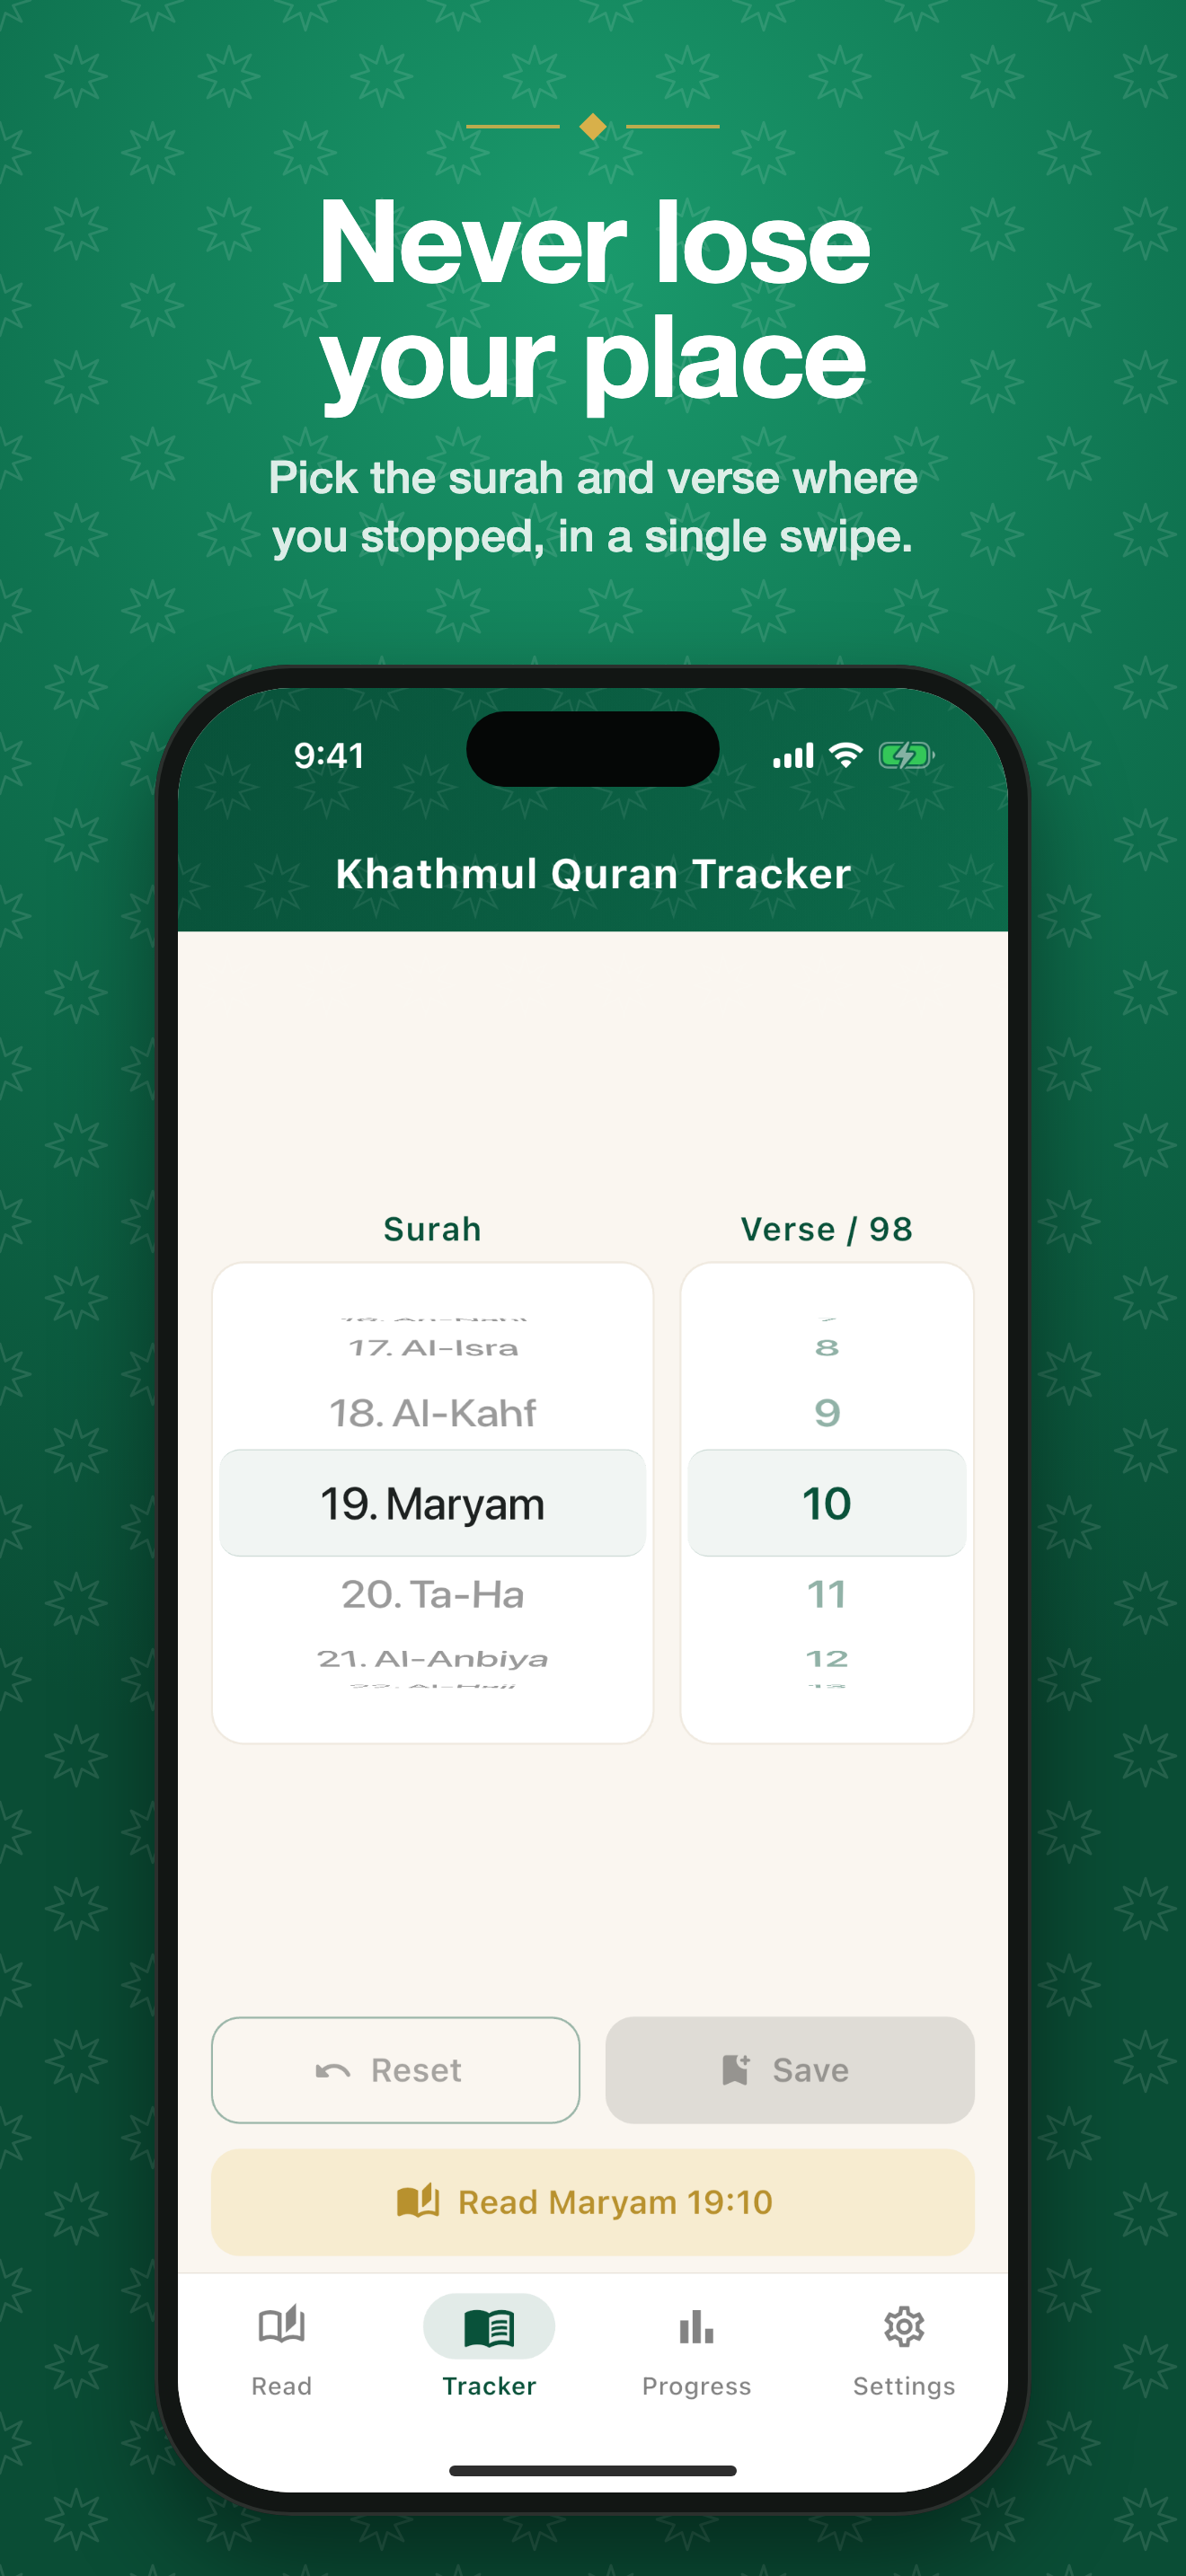 Never lose
your place
Pick the surah and verse where
you stopped, in a single swipe.
9:41
Khathmul Quran Tracker
Surah
Verse / 98
17. Al-Isra
8
18. Al-Kahf
9
19. Maryam
10
20. Ta-Ha
11
21. Al-Anbiya
12
Reset
Save
Read Maryam 19:10
Read
Tracker
Progress
Settings